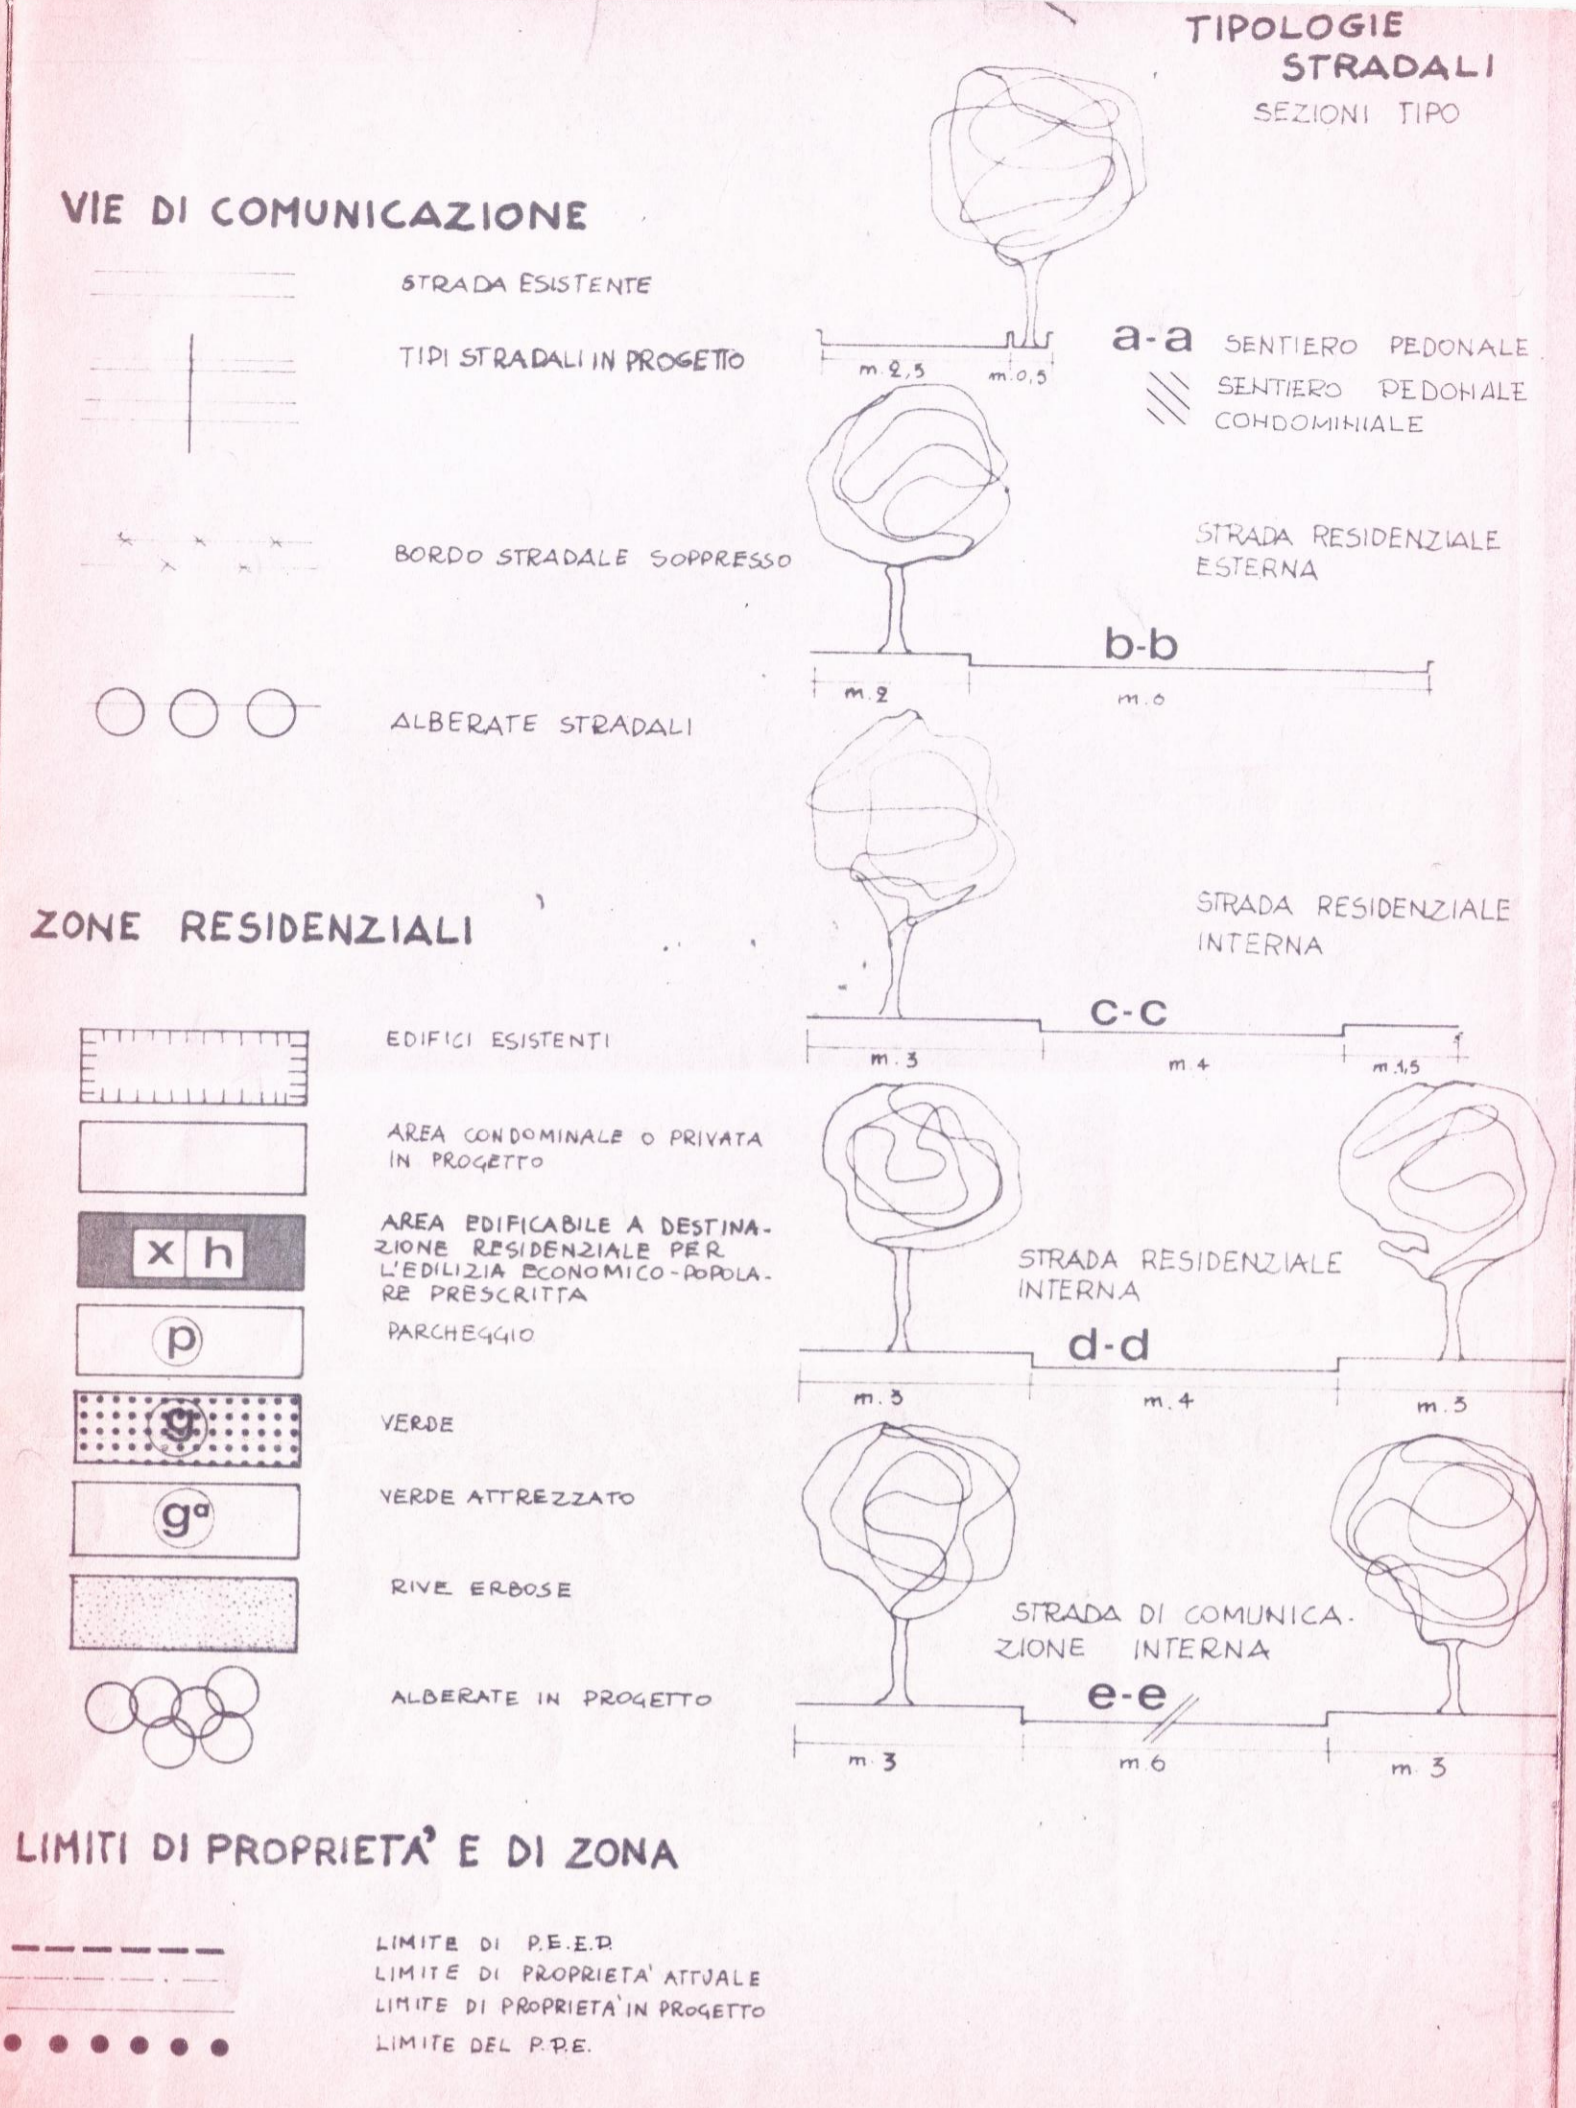 TIPOLOGIE
STRADALI
SEZIONI TIPO
VIE DI COMUNICAZIONE
STRADA ESISTENTE
TIPI STRADALI IN PROGETTO
BORDO STRADALE SOPPRESSO
ALBERATE STRADALI
ZONE RESIDENZIALI
EDIFICI ESISTENTI
AREA CONDOMINALE O PRIVATA
IN PROGETTO
x h
AREA EDIFICABILE A DESTINA-
ZIONE RESIDENZIALE PER
L'EDILIZIA ECONOMICO-POPOLA-
RE PRESCRITTA
p
PARCHEGGIO
g
VERDE
gª
VERDE ATTREZZATO
RIVE ERBOSE
ALBERATE IN PROGETTO
LIMITI DI PROPRIETA' E DI ZONA
LIMITE DI P.E.E.P.
LIMITE DI PROPRIETA' ATTUALE
LIMITE DI PROPRIETA' IN PROGETTO
LIMITE DEL P.P.E.
a-a SENTIERO PEDONALE
m. 2,5 m. 0,5
SENTIERO PEDONALE
CONDOMINIALE
STRADA RESIDENZIALE
ESTERNA
b-b
m. 2
STRADA RESIDENZIALE
INTERNA
c-c
m. 3 m. 4 m. 1,5
STRADA RESIDENZIALE
INTERNA
d-d
m. 3 m. 4 m. 3
STRADA DI COMUNICA-
ZIONE INTERNA
e-e
m. 3 m. 6 m. 3